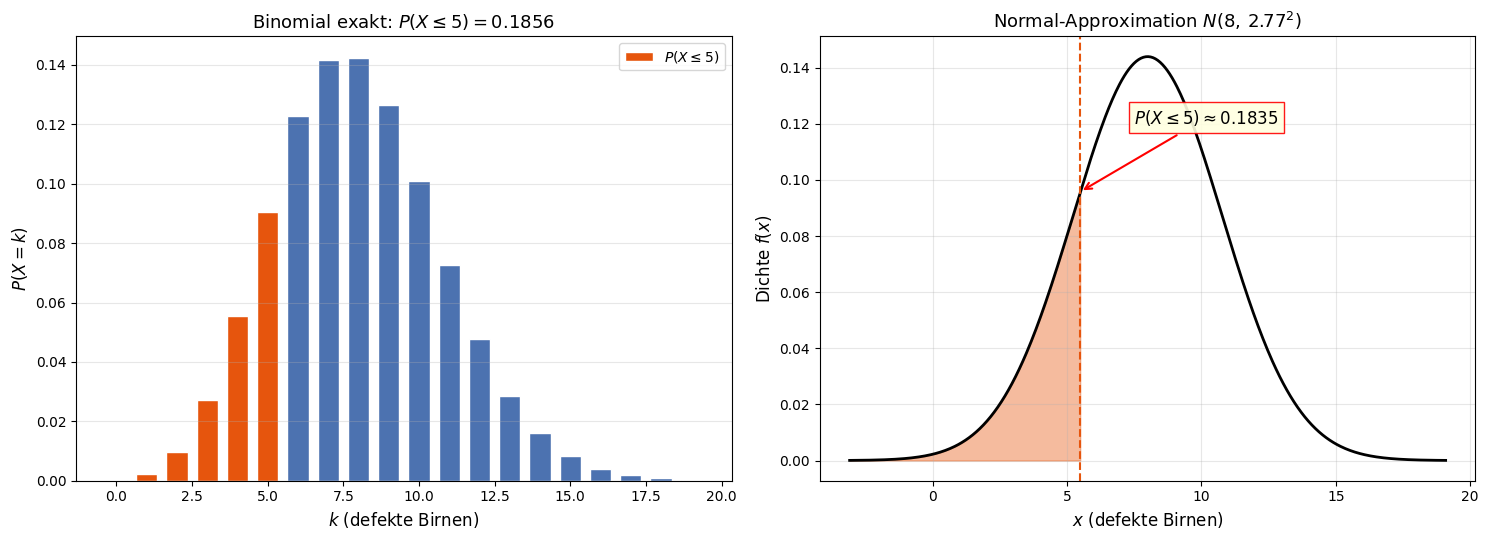 Binomial exakt: P(X ≤ 5) = 0.1856
P(X ≤ 5)
P(X = k)
0.14
0.12
0.10
0.08
0.06
0.04
0.02
0.00
0.0 2.5 5.0 7.5 10.0 12.5 15.0 17.5 20.0
k (defekte Birnen)
Normal-Approximation N(8, 2.77²)
P(X ≤ 5) ≈ 0.1835
Dichte f(x)
0.14
0.12
0.10
0.08
0.06
0.04
0.02
0.00
0 5 10 15 20
x (defekte Birnen)